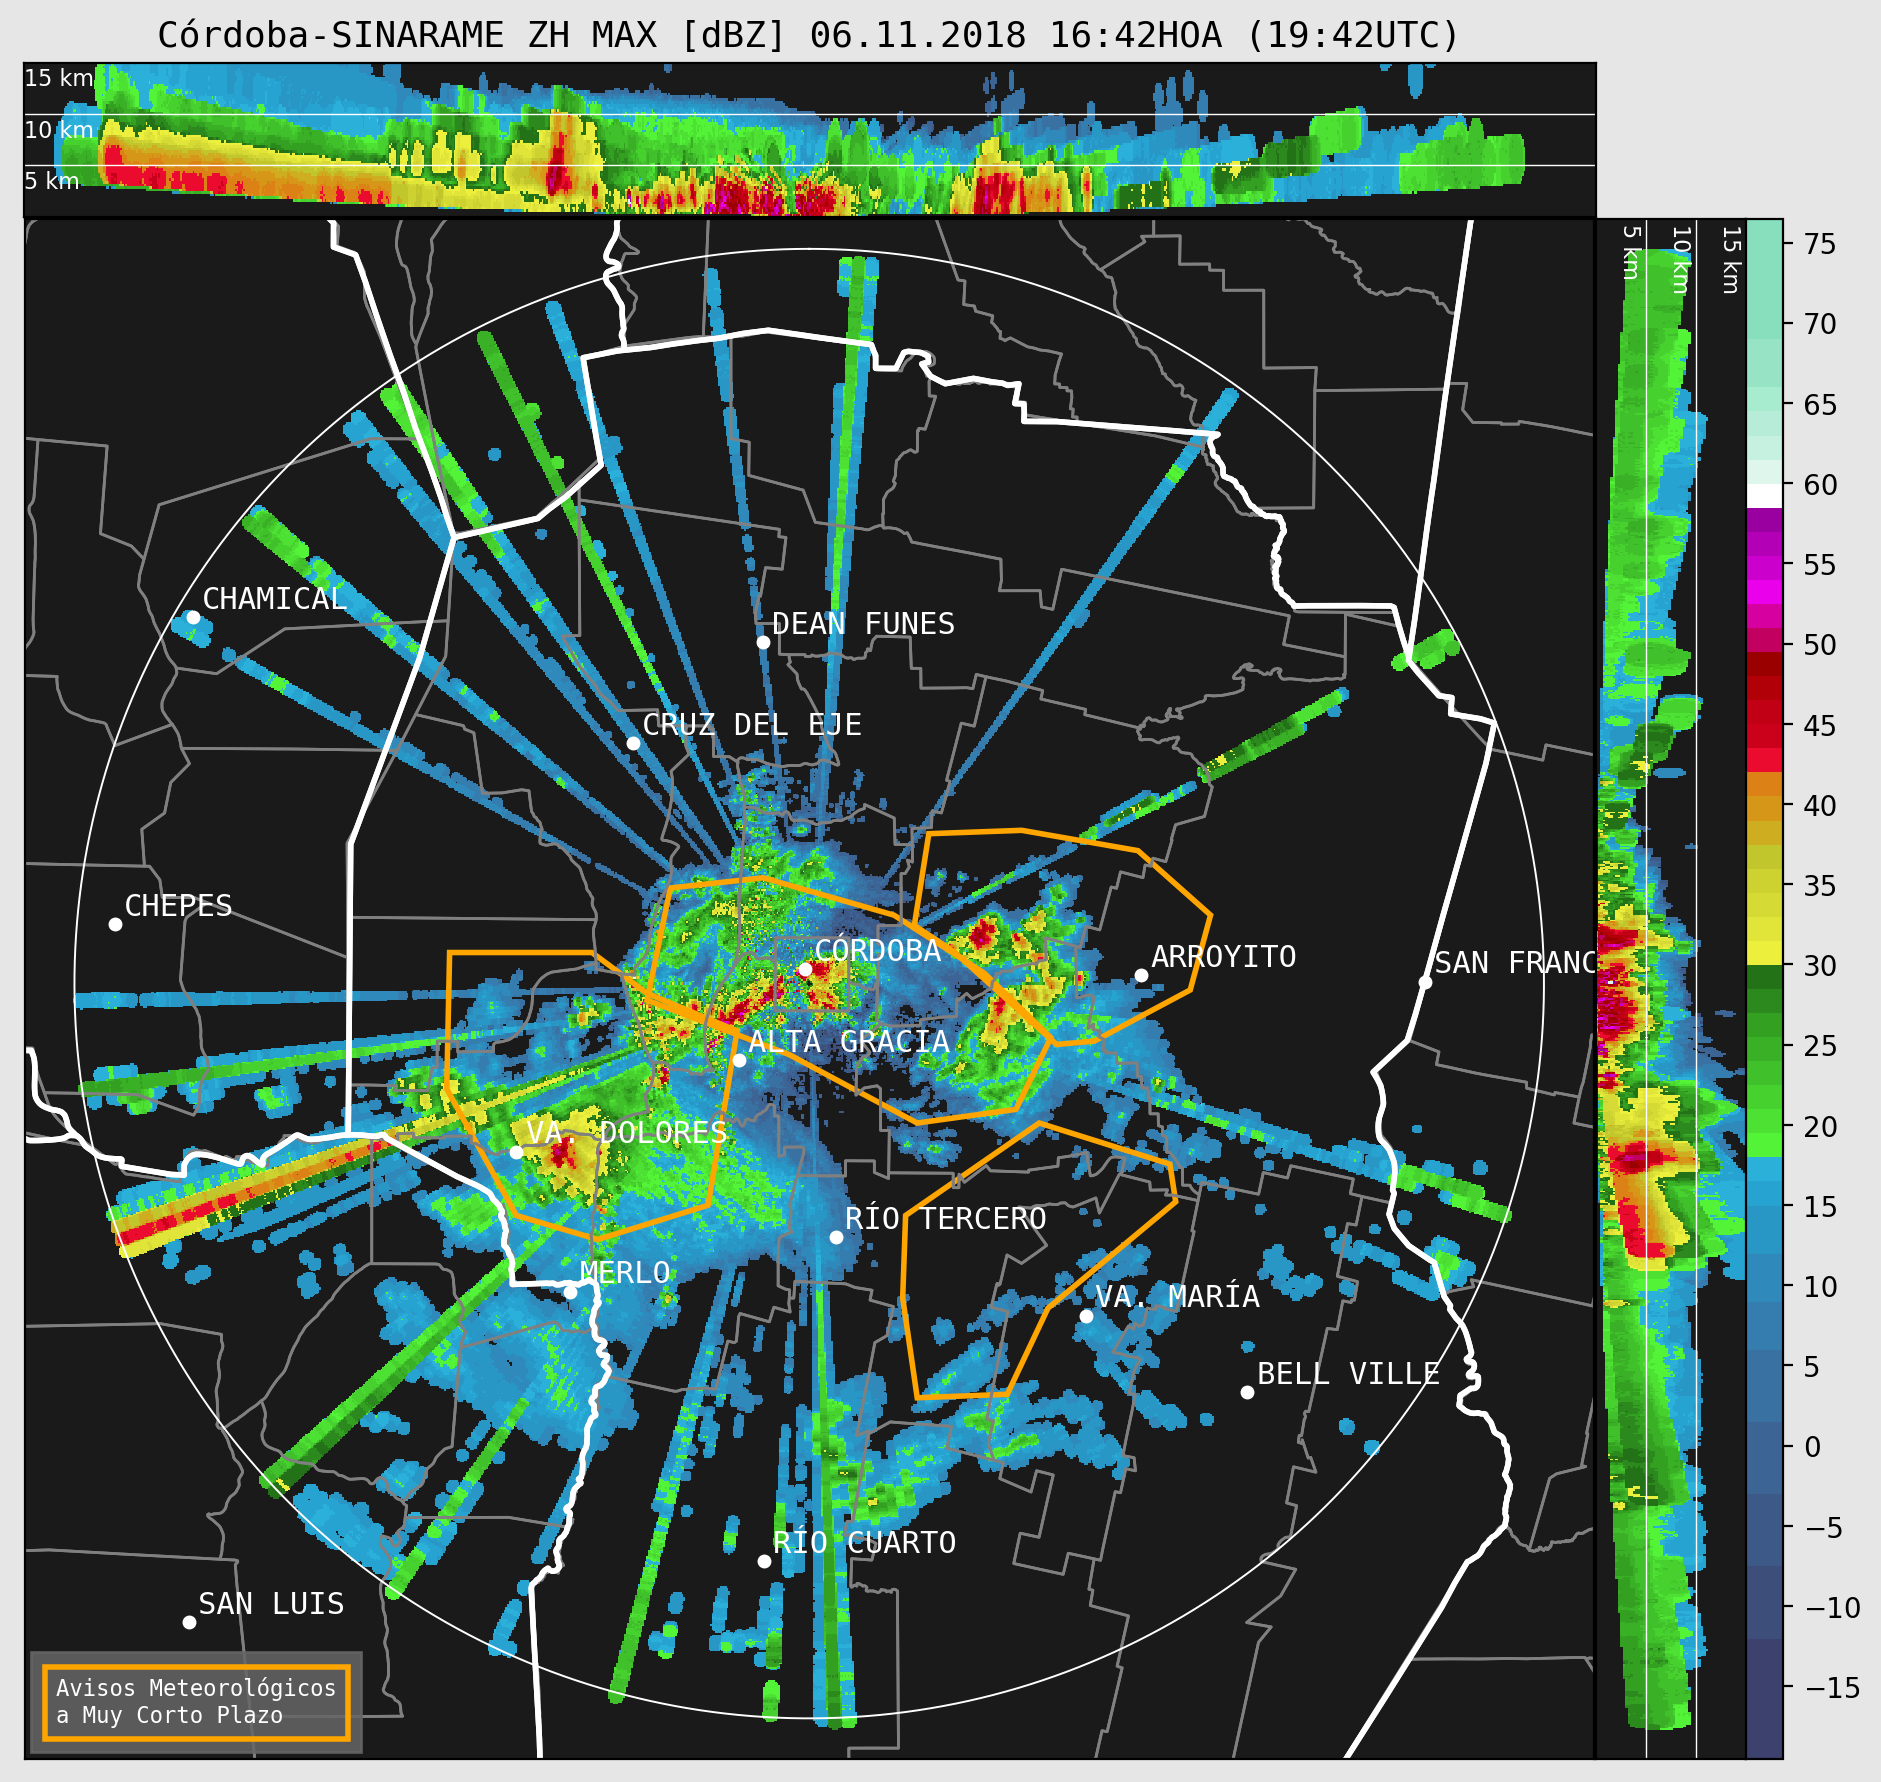 Córdoba-SINARAME ZH MAX [dBZ] 06.11.2018 16:42HOA (19:42UTC)
15 km
10 km
5 km
5 km
10 km
15 km
75
70
65
60
55
50
45
40
35
30
25
20
15
10
5
0
−5
−10
−15
CHAMICAL
DEAN FUNES
CRUZ DEL EJE
CHEPES
CÓRDOBA
ARROYITO
SAN FRANC
ALTA GRACIA
VA. DOLORES
RÍO TERCERO
MERLO
VA. MARÍA
BELL VILLE
RÍO CUARTO
SAN LUIS
Avisos Meteorológicos
a Muy Corto Plazo